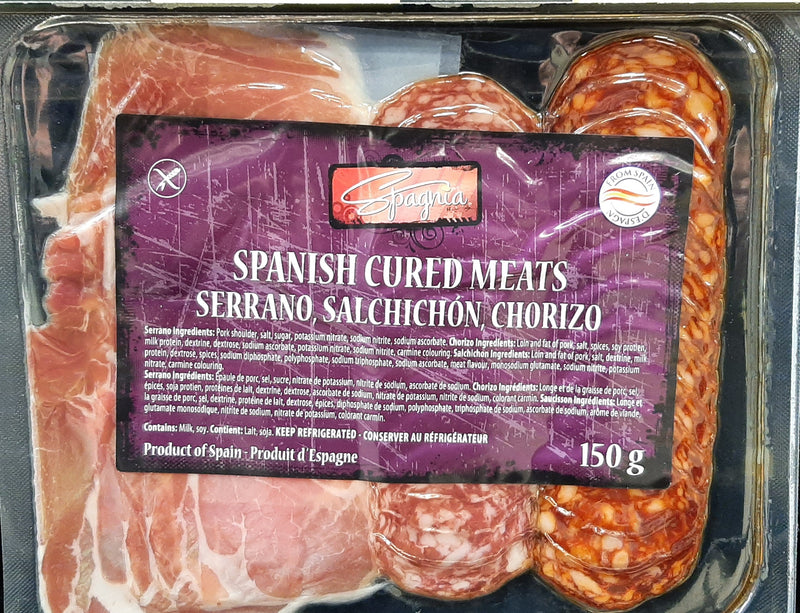 Spagnia
FROM SPAIN
D'ESPAGA
SPANISH CURED MEATS
SERRANO, SALCHICHÓN, CHORIZO
Serrano Ingredients: Pork shoulder, salt, sugar, potassium nitrate, sodium nitrite, sodium ascorbate. Chorizo Ingredients: Loin and fat of pork, salt, spices, soy protien,
milk protein, dextrine, dextrose, sodium ascorbate, potassium nitrate, sodium nitrite, carmine colouring. Salchichón Ingredients: Loin and fat of pork, salt, dextrine, milk
protein, dextrose, spices, sodium diphosphate, polyphosphate, sodium triphosphate, sodium ascorbate, meat flavour, monosodium glutamate, sodium nitrite, potassium
nitrate, carmine colouring.
Serrano Ingrédients: Épaule de porc, sel, sucre, nitrate de potassium, nitrite de sodium, ascorbate de sodium. Chorizo Ingrédients: Longe et de la graisse de porc, sel,
épices, soja protien, protéines de lait, dextrine, dextrose, ascorbate de sodium, nitrate de potassium, nitrite de sodium, colorant carmin. Saucisson Ingrédients: Longe et
la graisse de porc, sel, dextrine, protéine de lait, dextrose, épices, diphosphate de sodium, polyphosphate, triphosphate de sodium, ascorbate de sodium, arôme de viande,
glutamate monosodique, nitrite de sodium, nitrate de potassium, colorant carmin.
Contains: Milk, soy. Contient: Lait, soja. KEEP REFRIGERATED - CONSERVER AU RÉFRIGÉRATEUR
Product of Spain - Produit d'Espagne
150 g